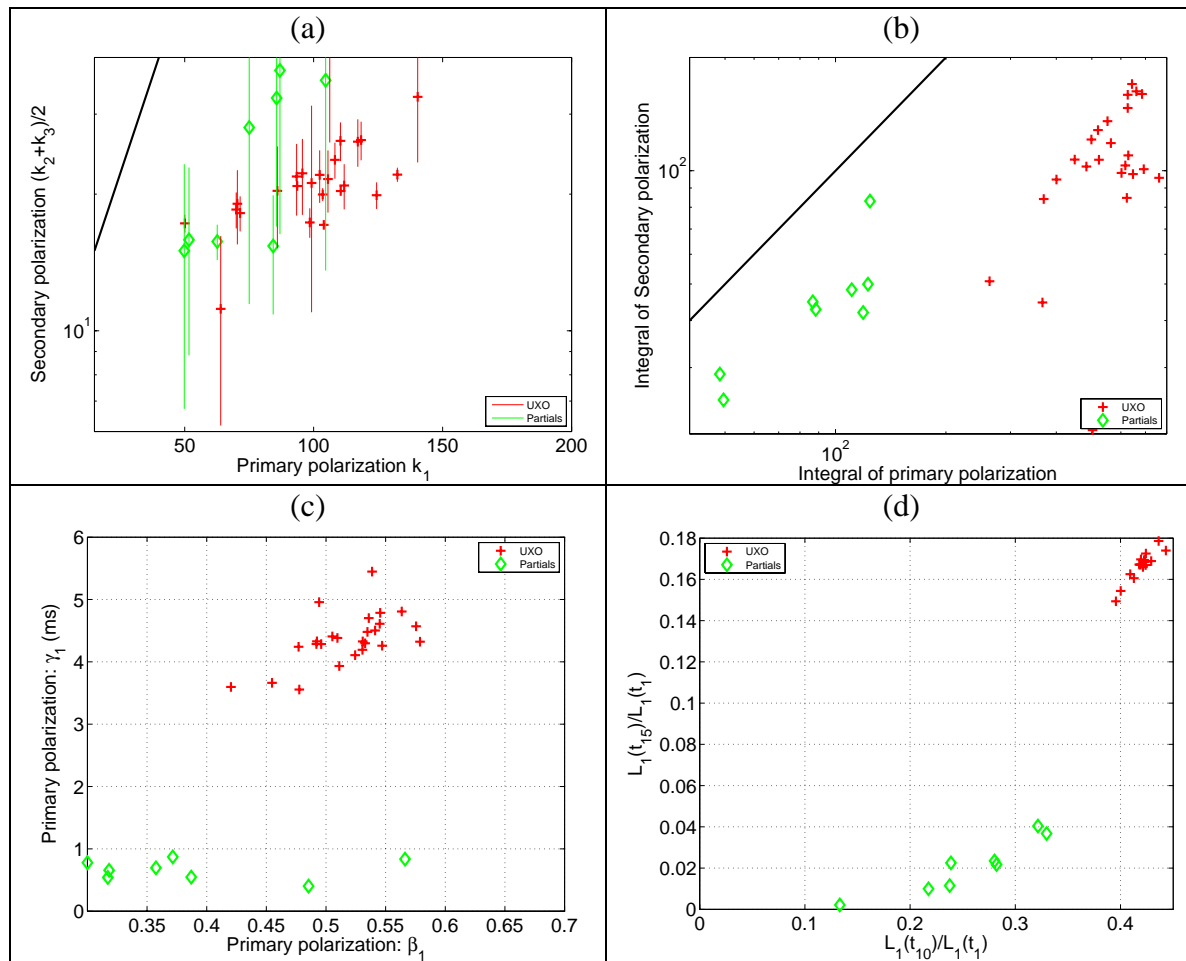 (a)
Secondary polarization (k2+k3)/2
10^1
50 100 150 200
Primary polarization k1
UXO
Partials
(b)
Integral of Secondary polarization
10^2
10^2
Integral of primary polarization
UXO
Partials
(c)
Primary polarization: γ1 (ms)
6
5
4
3
2
1
0
0.35 0.4 0.45 0.5 0.55 0.6 0.65 0.7
Primary polarization: β1
UXO
Partials
(d)
L1(t15)/L1(t1)
0.18
0.16
0.14
0.12
0.1
0.08
0.06
0.04
0.02
0
0 0.1 0.2 0.3 0.4
L1(t10)/L1(t1)
UXO
Partials